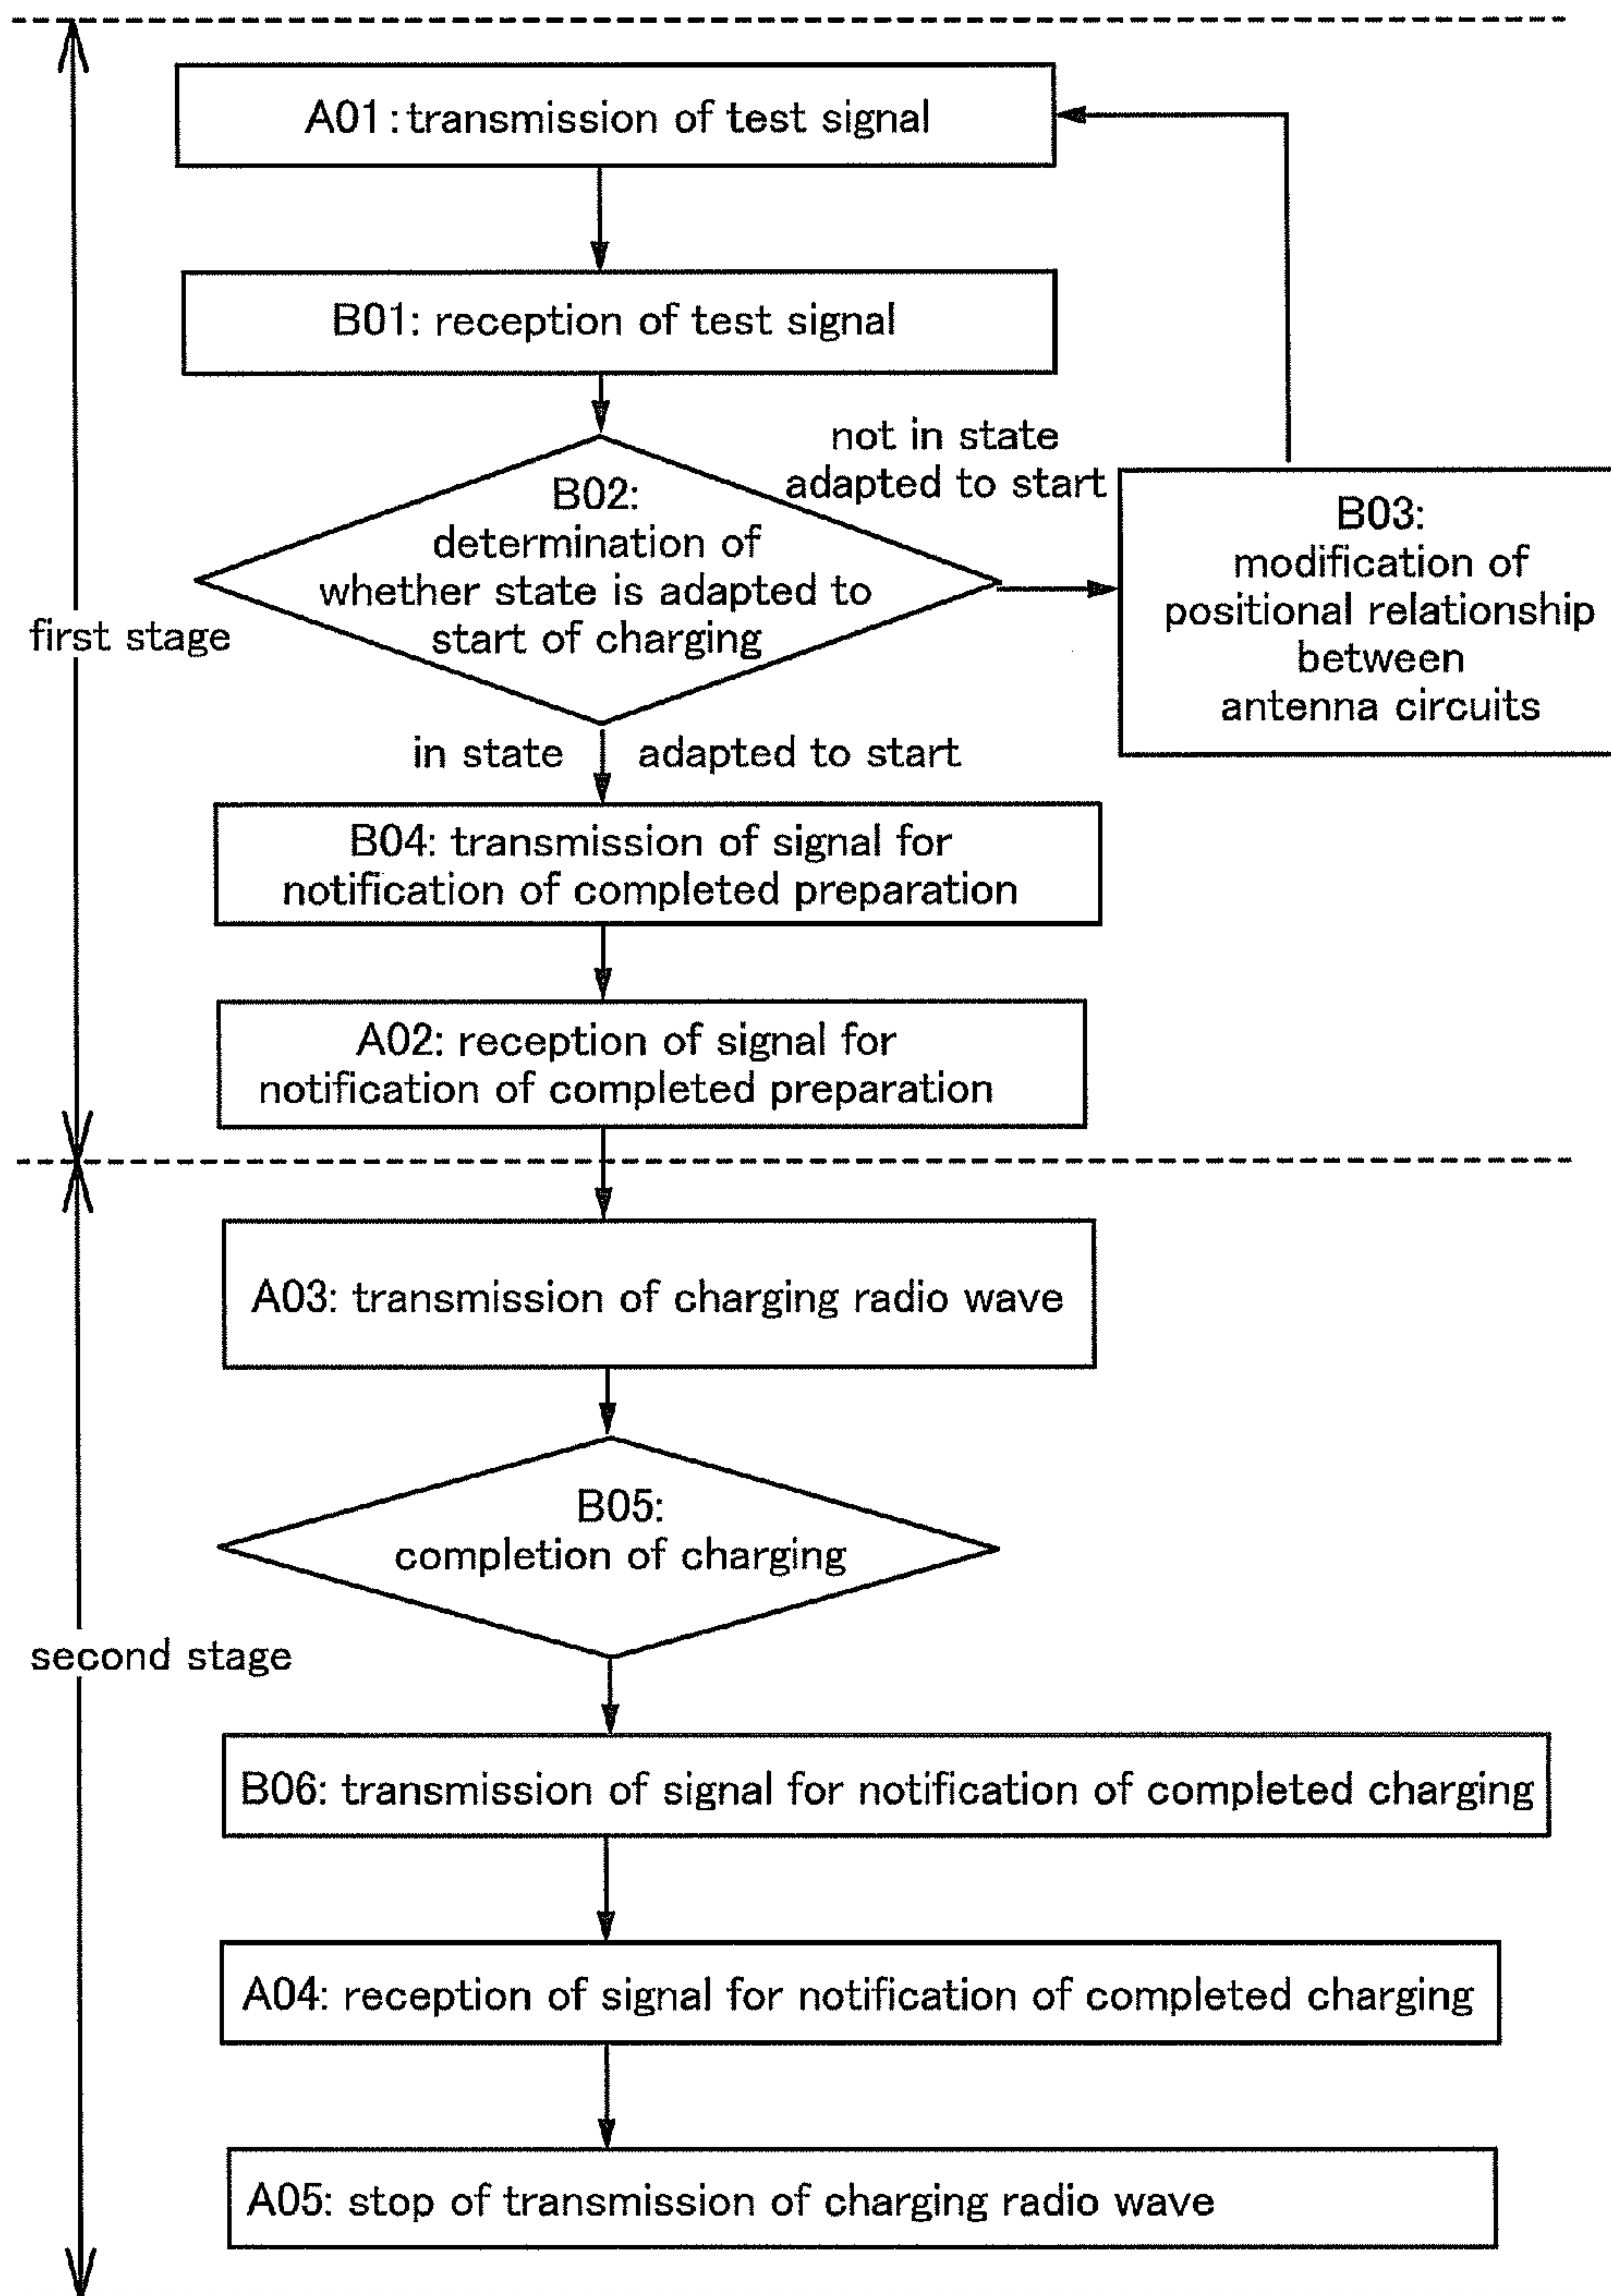 A01:transmission of test signal
B01: reception of test signal
not in state
adapted to start
B02:
determination of
whether state is adapted to
start of charging
B03:
modification of
positional relationship
between
antenna circuits
first stage
in state adapted to start
B04: transmission of signal for
notification of completed preparation
A02: reception of signal for
notification of completed preparation
A03: transmission of charging radio wave
B05:
completion of charging
second stage
B06: transmission of signal for notification of completed charging
A04: reception of signal for notification of completed charging
A05: stop of transmission of charging radio wave